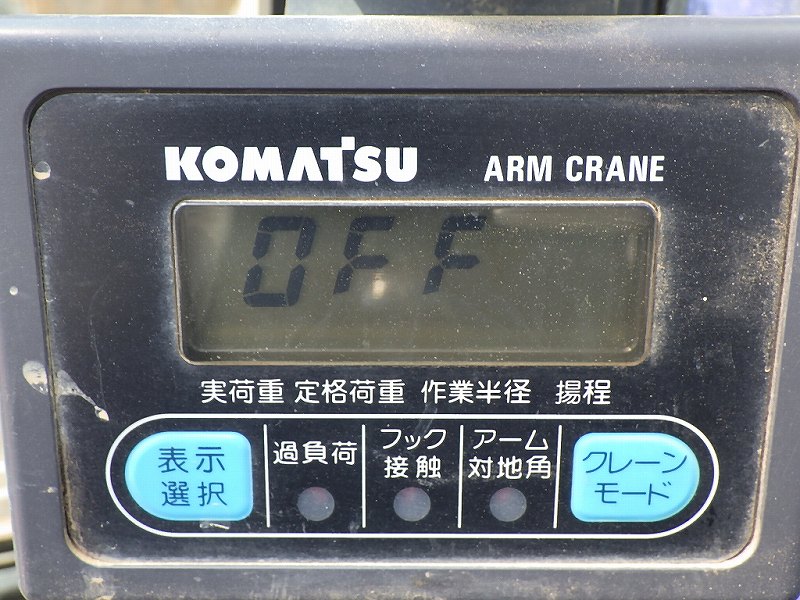 KOMATSU ARM CRANE
OFF
実荷重 定格荷重 作業半径 揚程
表示
選択
過負荷
フック
接触
アーム
対地角
クレーン
モード